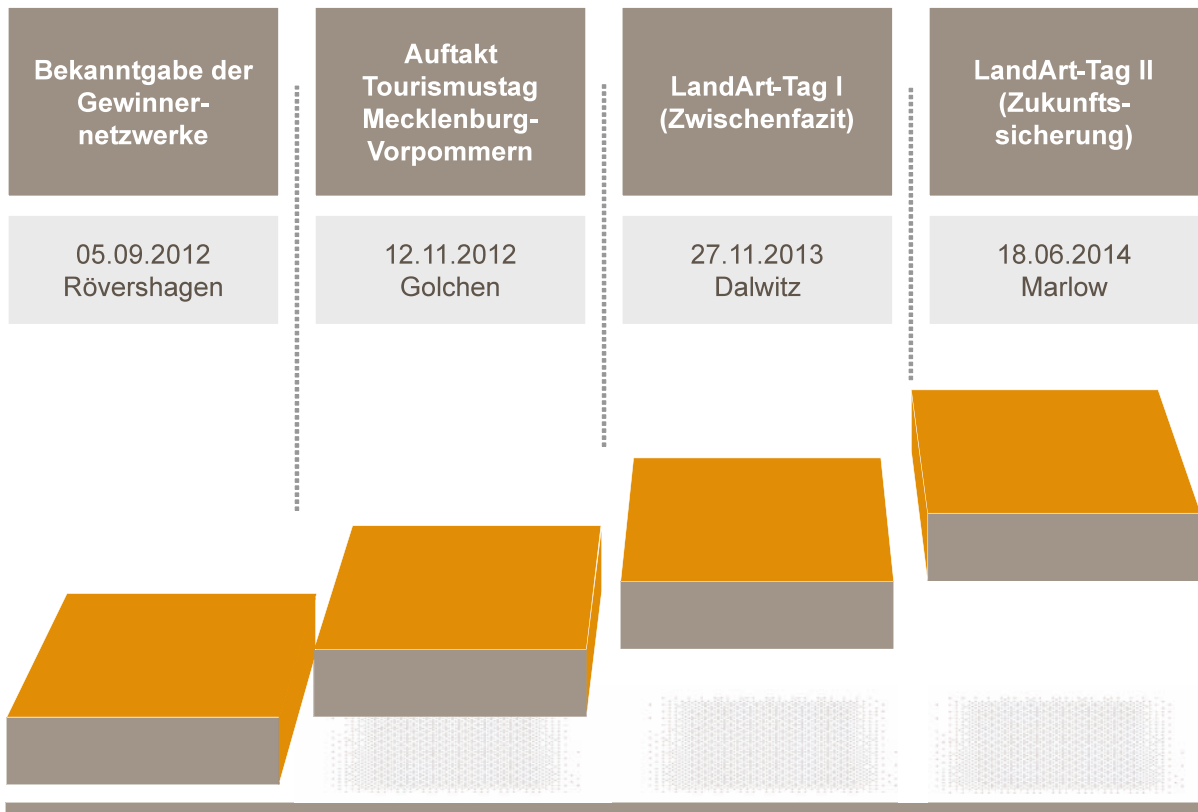 Bekanntgabe der
Gewinner-
netzwerke
05.09.2012
Rövershagen
Auftakt
Tourismustag
Mecklenburg-
Vorpommern
12.11.2012
Golchen
LandArt-Tag I
(Zwischenfazit)
27.11.2013
Dalwitz
LandArt-Tag II
(Zukunfts-
sicherung)
18.06.2014
Marlow